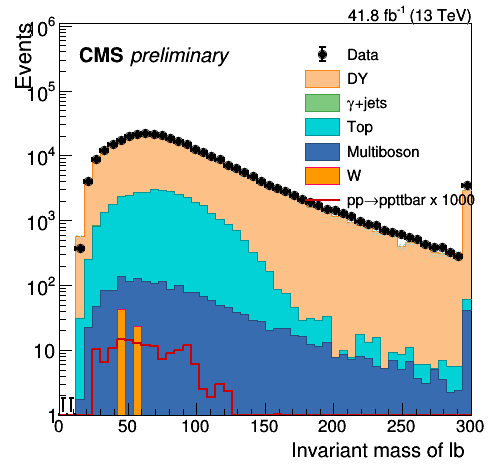 41.8 fb⁻¹ (13 TeV)
Events
10⁶
10⁵
10⁴
10³
10²
10
1
CMS preliminary
Data
DY
γ+jets
Top
Multiboson
W
pp→ppttbar x 1000
0 50 100 150 200 250 300
Invariant mass of lb